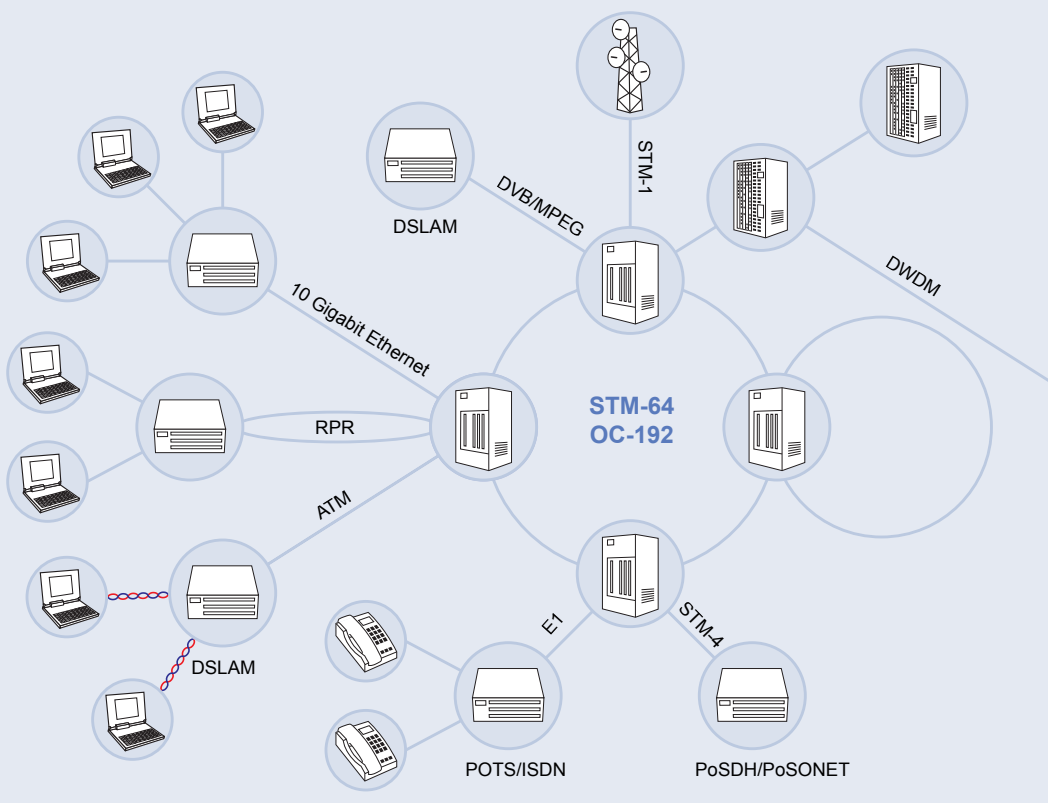 STM-1
DVB/MPEG
DSLAM
DWDM
10 Gigabit Ethernet
STM-64
OC-192
RPR
ATM
E1
STM-4
DSLAM
POTS/ISDN
PoSDH/PoSONET